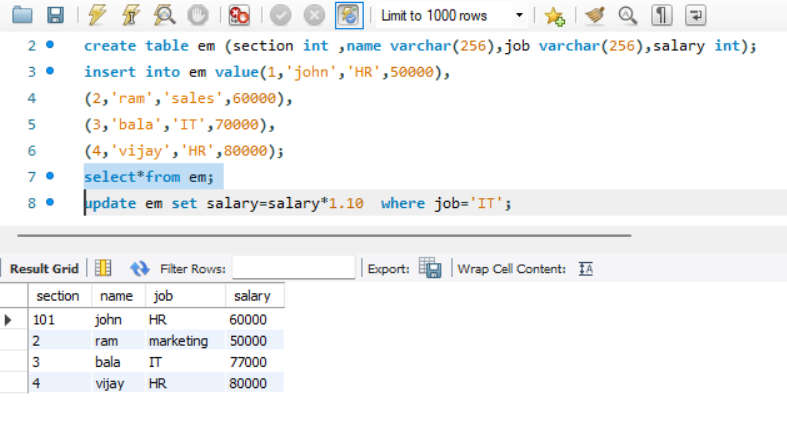 Limit to 1000 rows
2 create table em (section int ,name varchar(256),job varchar(256),salary int);
3 insert into em value(1,'john','HR',50000),
4 (2,'ram','sales',60000),
5 (3,'bala','IT',70000),
6 (4,'vijay','HR',80000);
7 select*from em;
8 update em set salary=salary*1.10  where job='IT';
Result Grid Filter Rows: Export: Wrap Cell Content: IA
section name job salary
101 john HR 60000
2 ram marketing 50000
3 bala IT 77000
4 vijay HR 80000